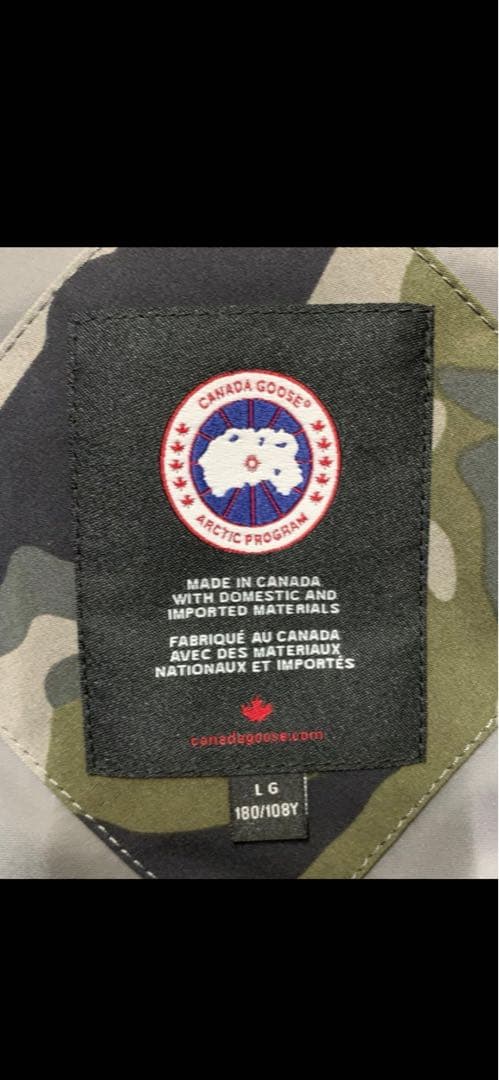 CANADA GOOSE®
ARCTIC PROGRAM
MADE IN CANADA
WITH DOMESTIC AND
IMPORTED MATERIALS
FABRIQUÉ AU CANADA
AVEC DES MATERIAUX
NATIONAUX ET IMPORTÉS
canadagoose.com
LG
180/108Y